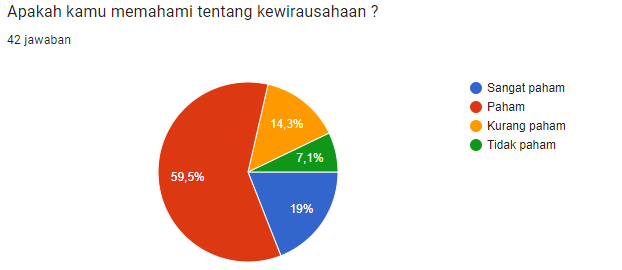 Apakah kamu memahami tentang kewirausahaan ?
42 jawaban
Sangat paham
Paham
Kurang paham
Tidak paham
14,3%
7,1%
59,5%
19%